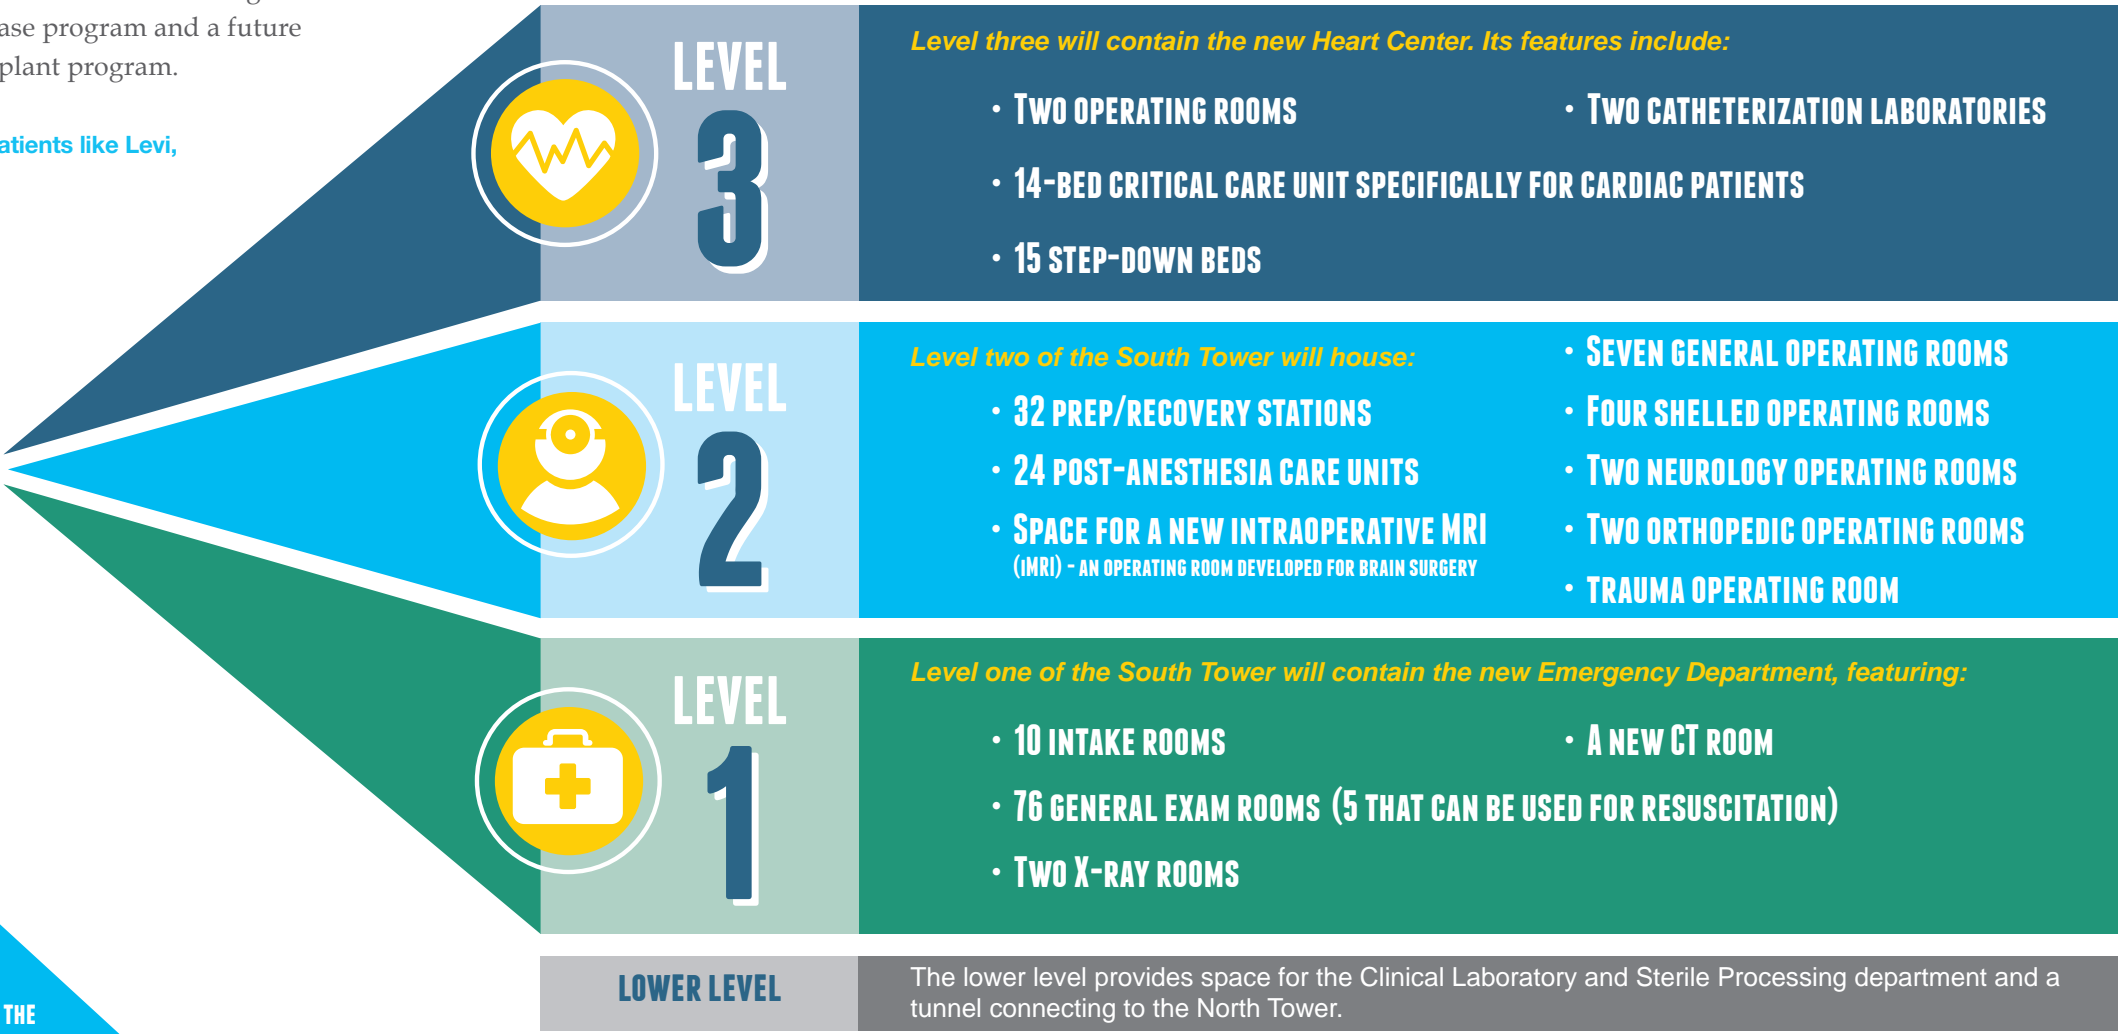 ase program and a future
plant program.
atients like Levi,
LEVEL
3
Level three will contain the new Heart Center. Its features include:
• Two operating rooms
• Two catheterization laboratories
• 14-bed critical care unit specifically for cardiac patients
• 15 step-down beds
LEVEL
2
Level two of the South Tower will house:
• 32 prep/recovery stations
• 24 post-anesthesia care units
• Space for a new intraoperative MRI
(iMRI) - an operating room developed for brain surgery
• Seven general operating rooms
• Four shelled operating rooms
• Two neurology operating rooms
• Two orthopedic operating rooms
• trauma operating room
LEVEL
1
Level one of the South Tower will contain the new Emergency Department, featuring:
• 10 intake rooms
• A new CT room
• 76 general exam rooms (5 that can be used for resuscitation)
• Two X-ray rooms
LOWER LEVEL
The lower level provides space for the Clinical Laboratory and Sterile Processing department and a
tunnel connecting to the North Tower.
THE